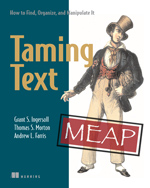 How to Find, Organize, and Manipulate It
Taming
Text
MEAP
Grant S. Ingersoll
Thomas S. Morton
Andrew L. Farris
MANNING